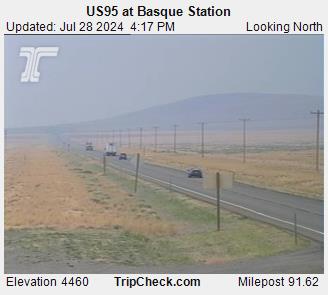 US95 at Basque Station
Updated: Jul 28 2024 4:17 PM Looking North
Elevation 4460 TripCheck.com Milepost 91.62